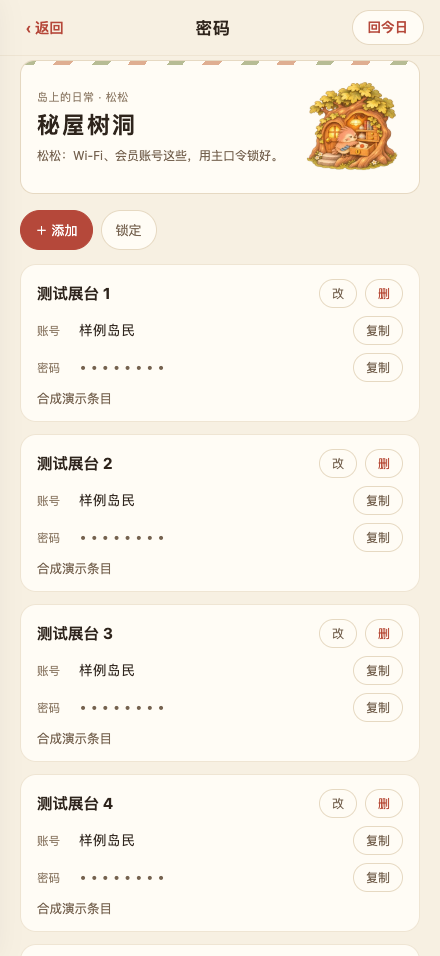 ‹ 返回 密码 回今日
岛上的日常 · 松松
秘屋树洞
松松：Wi-Fi、会员账号这些，用主口令锁好。
＋ 添加 锁定
测试展台 1 改 删
账号 样例岛民 复制
密码 •••••••• 复制
合成演示条目
测试展台 2 改 删
账号 样例岛民 复制
密码 •••••••• 复制
合成演示条目
测试展台 3 改 删
账号 样例岛民 复制
密码 •••••••• 复制
合成演示条目
测试展台 4 改 删
账号 样例岛民 复制
密码 •••••••• 复制
合成演示条目